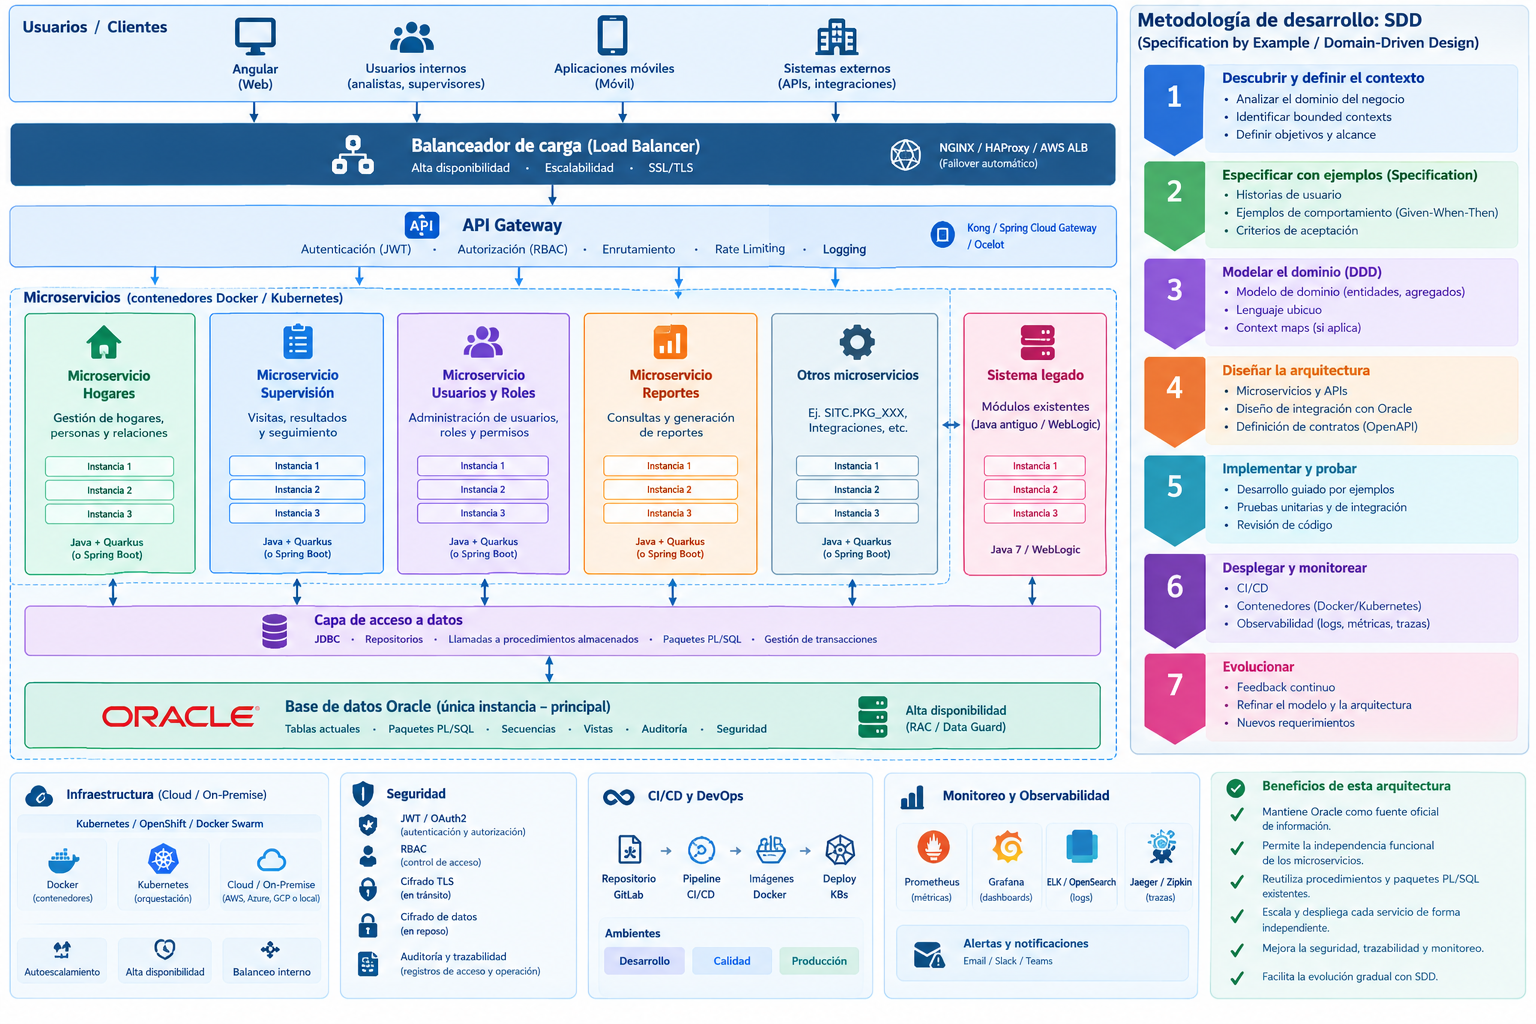 Usuarios / Clientes
Angular
(Web)
Usuarios internos
(analistas, supervisores)
Aplicaciones móviles
(Móvil)
Sistemas externos
(APIs, integraciones)
Balanceador de carga (Load Balancer)
Alta disponibilidad · Escalabilidad · SSL/TLS
NGINX / HAProxy / AWS ALB
(Failover automático)
API
API Gateway
Autenticación (JWT) · Autorización (RBAC) · Enrutamiento · Rate Limiting · Logging
Kong / Spring Cloud Gateway
/ Ocelot
Microservicios (contenedores Docker / Kubernetes)
Microservicio
Hogares
Gestión de hogares,
personas y relaciones
Instancia 1
Instancia 2
Instancia 3
Java + Quarkus
(o Spring Boot)
Microservicio
Supervisión
Visitas, resultados
y seguimiento
Instancia 1
Instancia 2
Instancia 3
Java + Quarkus
(o Spring Boot)
Microservicio
Usuarios y Roles
Administración de usuarios,
roles y permisos
Instancia 1
Instancia 2
Instancia 3
Java + Quarkus
(o Spring Boot)
Microservicio
Reportes
Consultas y generación
de reportes
Instancia 1
Instancia 2
Instancia 3
Java + Quarkus
(o Spring Boot)
Otros microservicios
Ej. SITC.PKG_XXX,
Integraciones, etc.
Instancia 1
Instancia 2
Instancia 3
Java + Quarkus
(o Spring Boot)
Sistema legado
Módulos existentes
(Java antiguo / WebLogic)
Instancia 1
Instancia 2
Instancia 3
Java 7 / WebLogic
Capa de acceso a datos
JDBC · Repositorios · Llamadas a procedimientos almacenados · Paquetes PL/SQL · Gestión de transacciones
ORACLE
Base de datos Oracle (única instancia – principal)
Tablas actuales · Paquetes PL/SQL · Secuencias · Vistas · Auditoría · Seguridad
Alta disponibilidad
(RAC / Data Guard)
Metodología de desarrollo: SDD
(Specification by Example / Domain-Driven Design)
1
Descubrir y definir el contexto
• Analizar el dominio del negocio
• Identificar bounded contexts
• Definir objetivos y alcance
2
Especificar con ejemplos (Specification)
• Historias de usuario
• Ejemplos de comportamiento (Given-When-Then)
• Criterios de aceptación
3
Modelar el dominio (DDD)
• Modelo de dominio (entidades, agregados)
• Lenguaje ubicuo
• Context maps (si aplica)
4
Diseñar la arquitectura
• Microservicios y APIs
• Diseño de integración con Oracle
• Definición de contratos (OpenAPI)
5
Implementar y probar
• Desarrollo guiado por ejemplos
• Pruebas unitarias y de integración
• Revisión de código
6
Desplegar y monitorear
• CI/CD
• Contenedores (Docker/Kubernetes)
• Observabilidad (logs, métricas, trazas)
7
Evolucionar
• Feedback continuo
• Refinar el modelo y la arquitectura
• Nuevos requerimientos
Infraestructura (Cloud / On-Premise)
Kubernetes / OpenShift / Docker Swarm
Docker
(contenedores)
Kubernetes
(orquestación)
Cloud / On-Premise
(AWS, Azure, GCP o local)
Autoescalamiento
Alta disponibilidad
Balanceo interno
Seguridad
JWT / OAuth2
(autenticación y autorización)
RBAC
(control de acceso)
Cifrado TLS
(en tránsito)
Cifrado de datos
(en reposo)
Auditoría y trazabilidad
(registros de acceso y operación)
CI/CD y DevOps
Repositorio
GitLab
Pipeline
CI/CD
Imágenes
Docker
Deploy
KBs
Ambientes
Desarrollo
Calidad
Producción
Monitoreo y Observabilidad
Prometheus
(métricas)
Grafana
(dashboards)
ELK / OpenSearch
(logs)
Jaeger / Zipkin
(trazas)
Alertas y notificaciones
Email / Slack / Teams
Beneficios de esta arquitectura
Mantiene Oracle como fuente oficial
de información.
Permite la independencia funcional
de los microservicios.
Reutiliza procedimientos y paquetes PL/SQL
existentes.
Escala y despliega cada servicio de forma
independiente.
Mejora la seguridad, trazabilidad y monitoreo.
Facilita la evolución gradual con SDD.